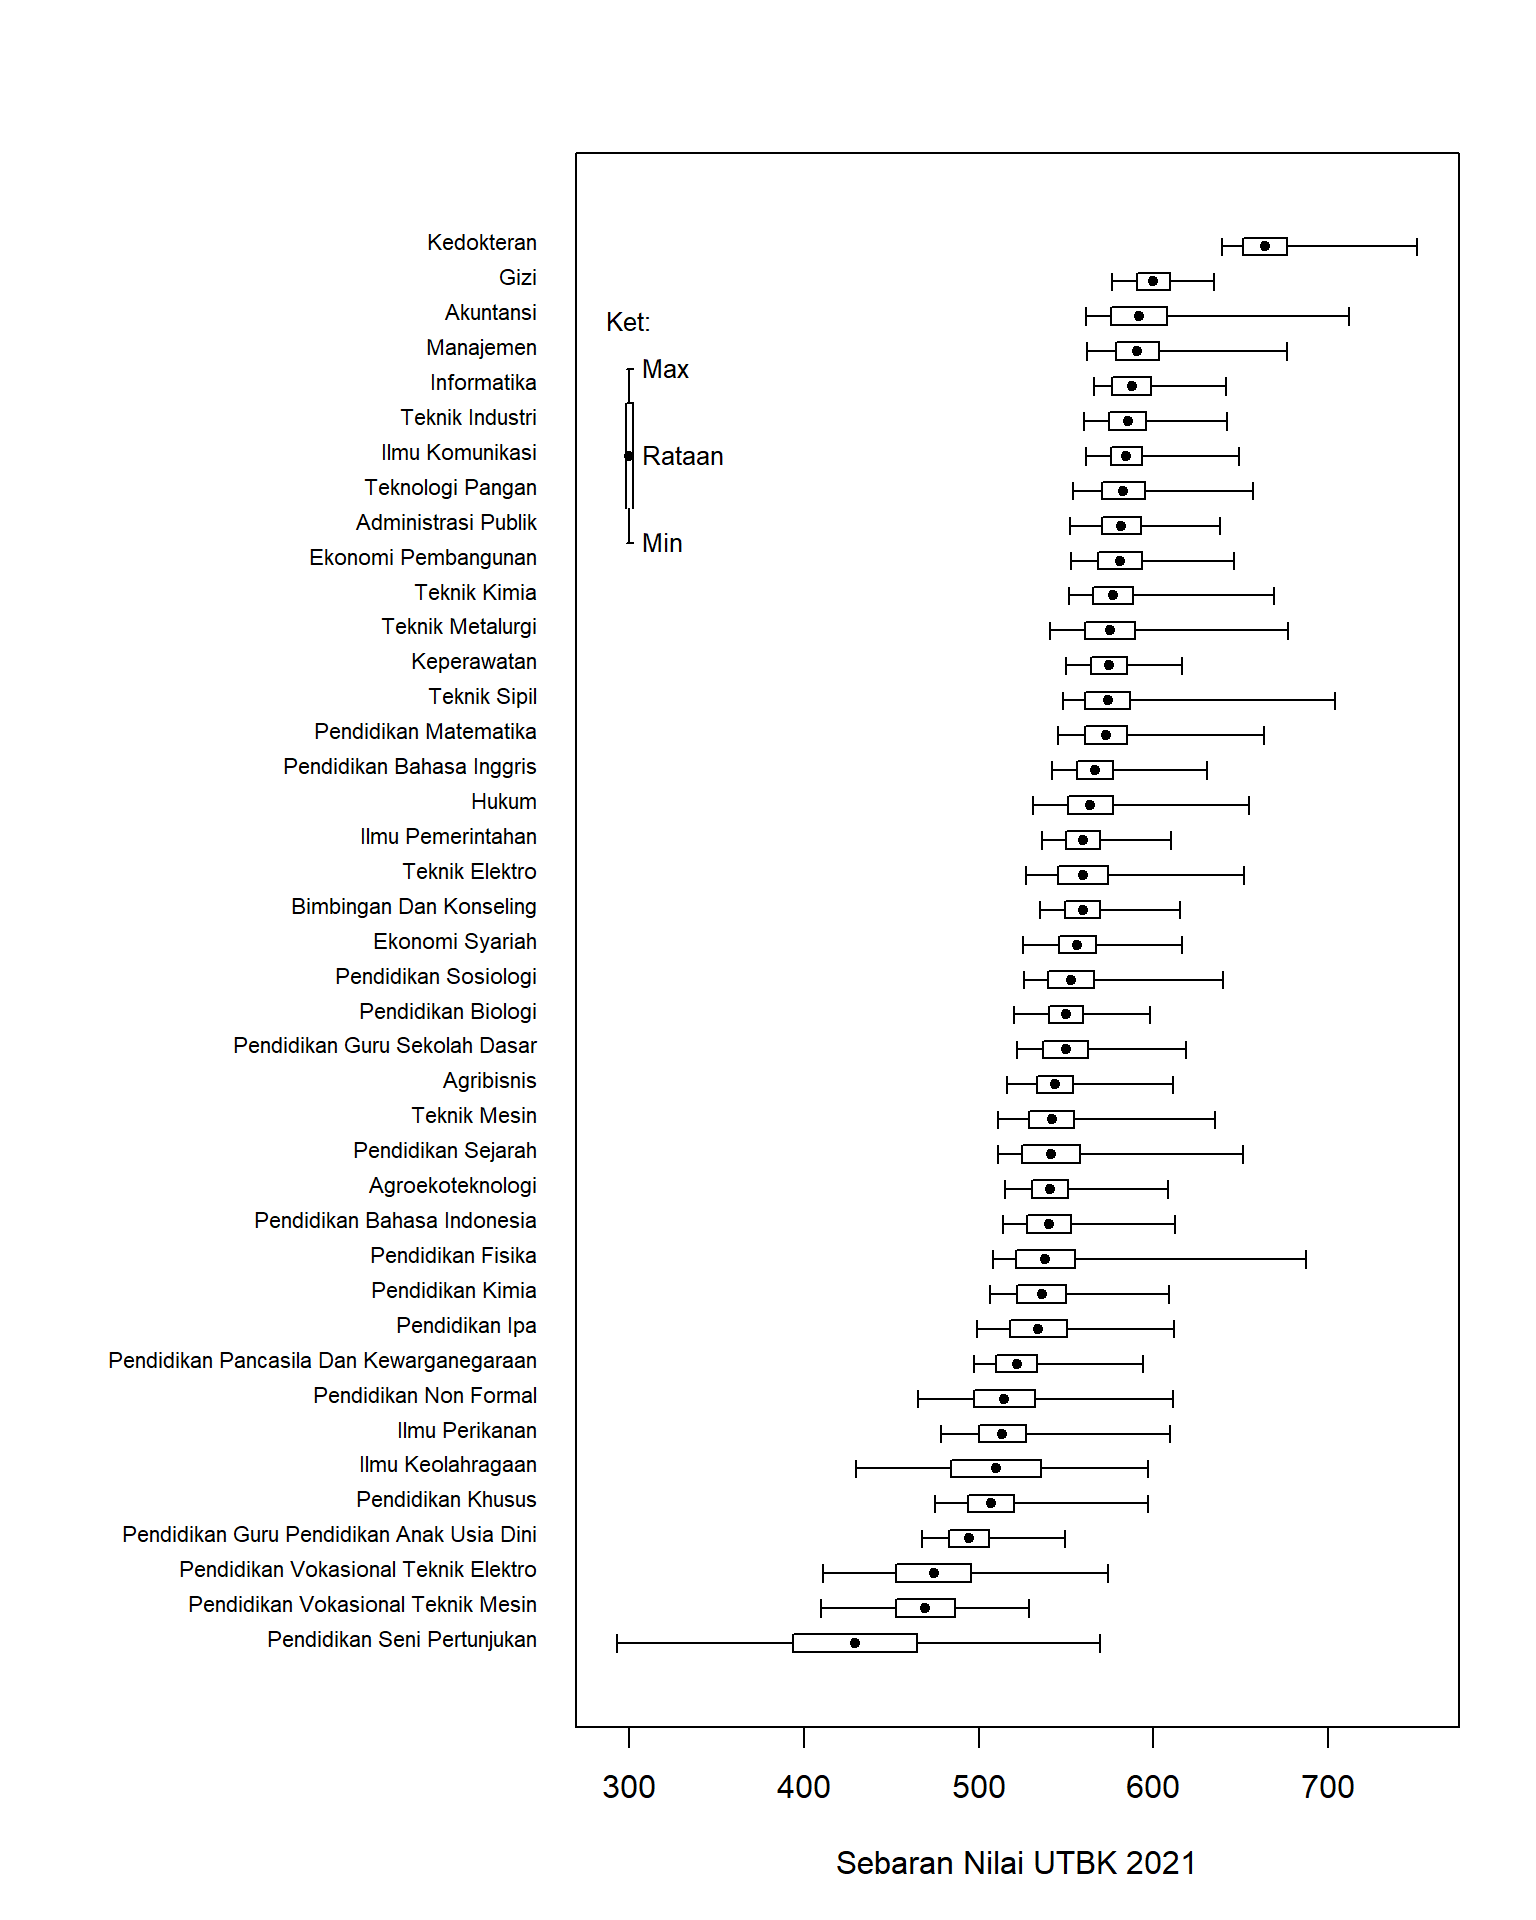 Kedokteran
Gizi
Akuntansi
Manajemen
Informatika
Teknik Industri
Ilmu Komunikasi
Teknologi Pangan
Administrasi Publik
Ekonomi Pembangunan
Teknik Kimia
Teknik Metalurgi
Keperawatan
Teknik Sipil
Pendidikan Matematika
Pendidikan Bahasa Inggris
Hukum
Ilmu Pemerintahan
Teknik Elektro
Bimbingan Dan Konseling
Ekonomi Syariah
Pendidikan Sosiologi
Pendidikan Biologi
Pendidikan Guru Sekolah Dasar
Agribisnis
Teknik Mesin
Pendidikan Sejarah
Agroekoteknologi
Pendidikan Bahasa Indonesia
Pendidikan Fisika
Pendidikan Kimia
Pendidikan Ipa
Pendidikan Pancasila Dan Kewarganegaraan
Pendidikan Non Formal
Ilmu Perikanan
Ilmu Keolahragaan
Pendidikan Khusus
Pendidikan Guru Pendidikan Anak Usia Dini
Pendidikan Vokasional Teknik Elektro
Pendidikan Vokasional Teknik Mesin
Pendidikan Seni Pertunjukan
Ket:
Max
Rataan
Min
300 400 500 600 700
Sebaran Nilai UTBK 2021